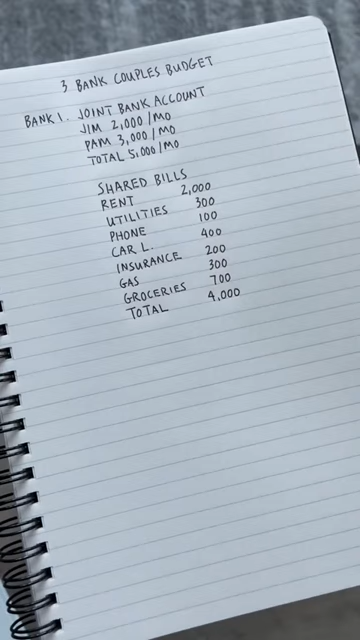 3 BANK COUPLES BUDGET
BANK 1. JOINT BANK ACCOUNT
JIM 2,000/MO
PAM 3,000/MO
TOTAL 5,000/MO
SHARED BILLS
RENT 2,000
UTILITIES 300
PHONE 100
CAR L. 400
INSURANCE 200
GAS 300
GROCERIES 700
TOTAL 4,000